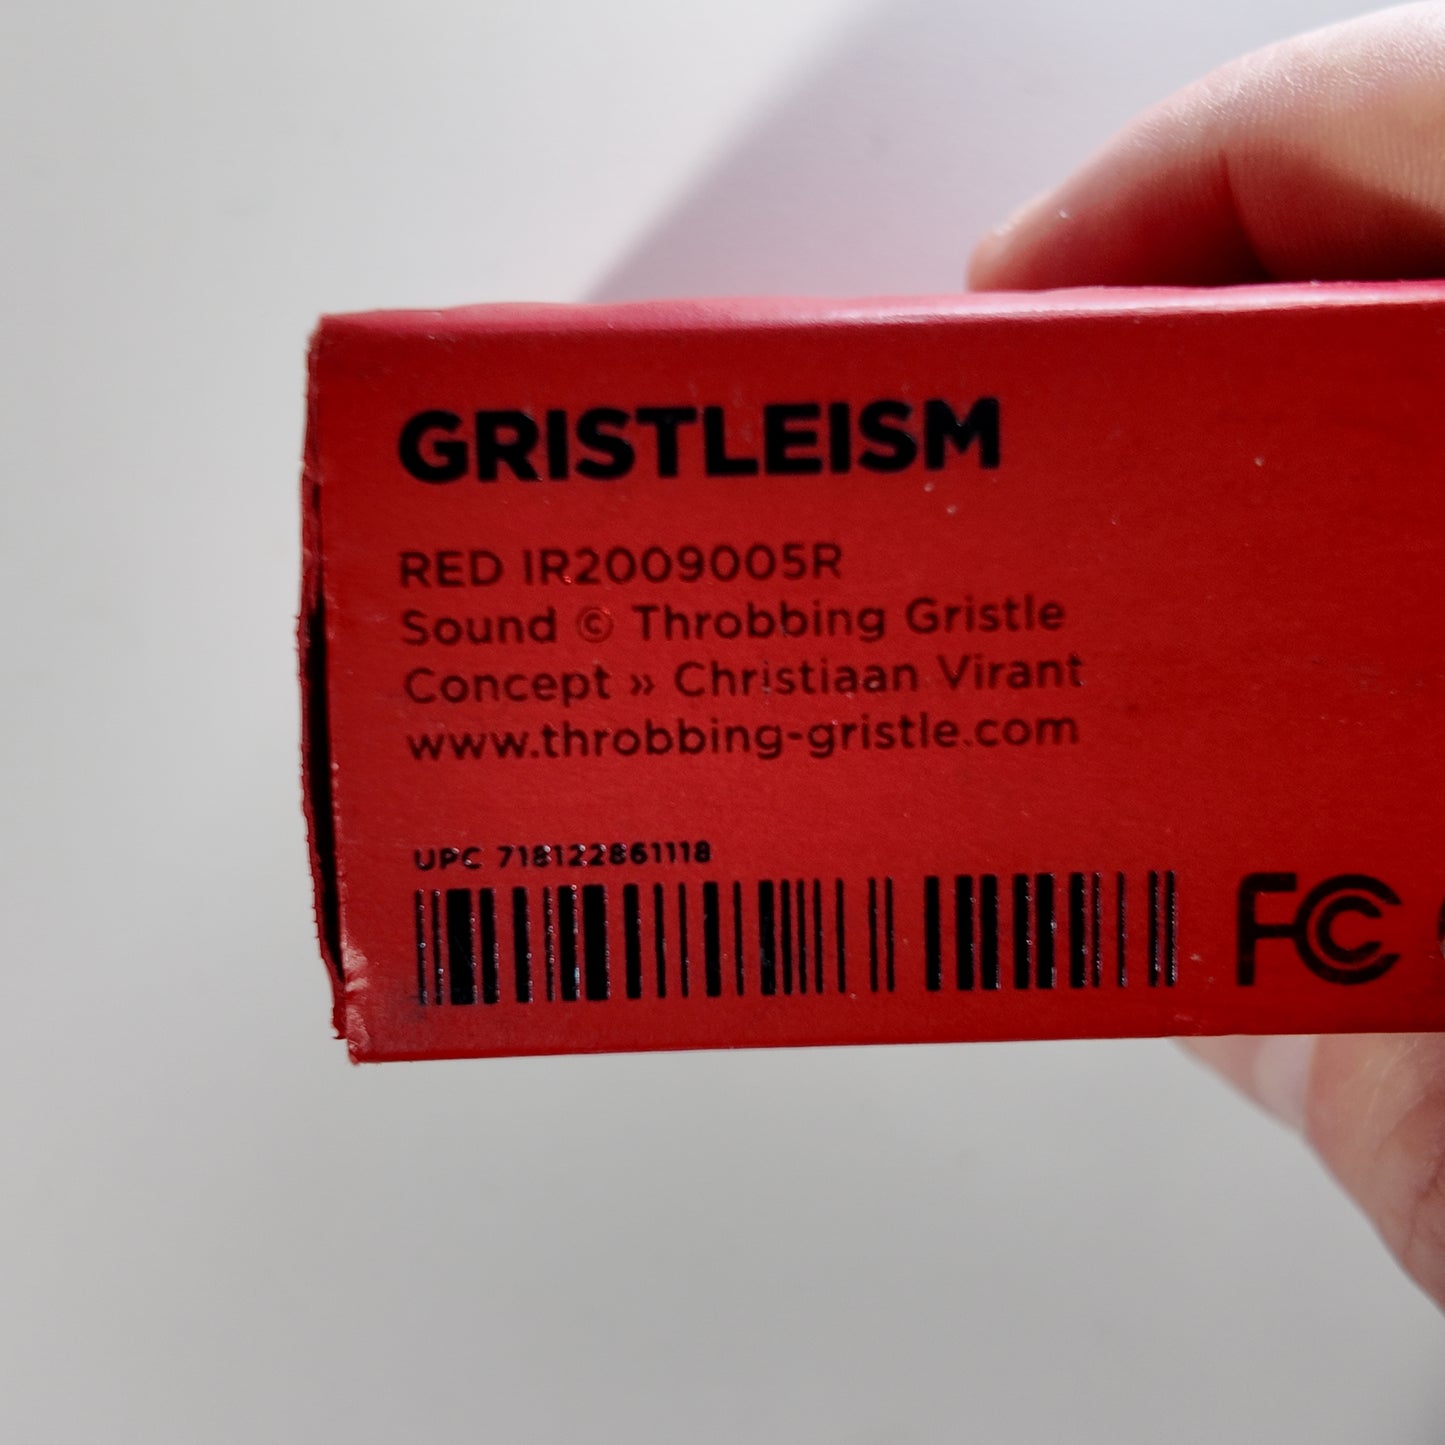 GRISTLEISM
RED IR2009005R
Sound © Throbbing Gristle
Concept » Christiaan Virant
www.throbbing-gristle.com
UPC 718122861118
FC